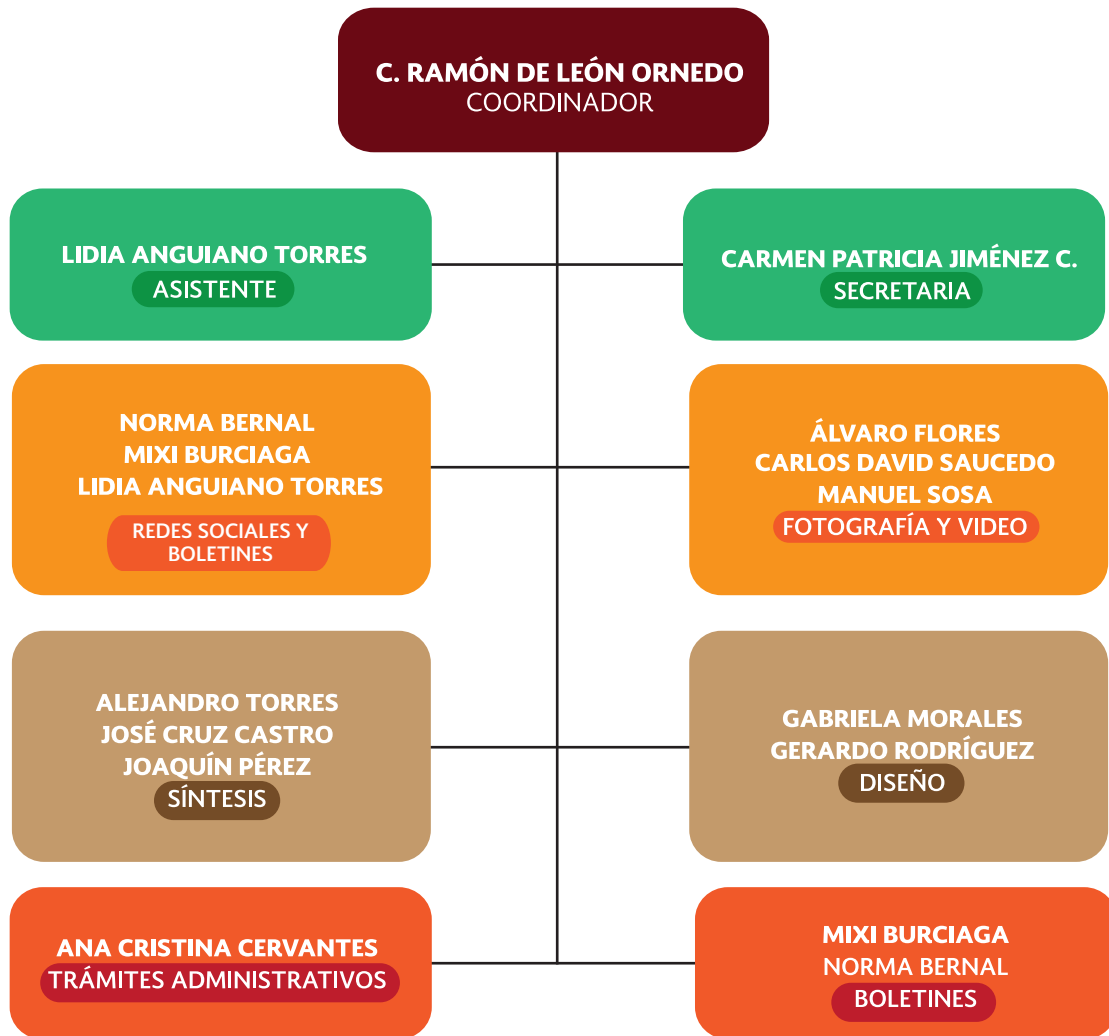 C. RAMÓN DE LEÓN ORNEDO
COORDINADOR
LIDIA ANGUIANO TORRES
ASISTENTE
CARMEN PATRICIA JIMÉNEZ C.
SECRETARIA
NORMA BERNAL
MIXI BURCIAGA
LIDIA ANGUIANO TORRES
REDES SOCIALES Y
BOLETINES
ÁLVARO FLORES
CARLOS DAVID SAUCEDO
MANUEL SOSA
FOTOGRAFÍA Y VIDEO
ALEJANDRO TORRES
JOSÉ CRUZ CASTRO
JOAQUÍN PÉREZ
SÍNTESIS
GABRIELA MORALES
GERARDO RODRÍGUEZ
DISEÑO
ANA CRISTINA CERVANTES
TRÁMITES ADMINISTRATIVOS
MIXI BURCIAGA
NORMA BERNAL
BOLETINES